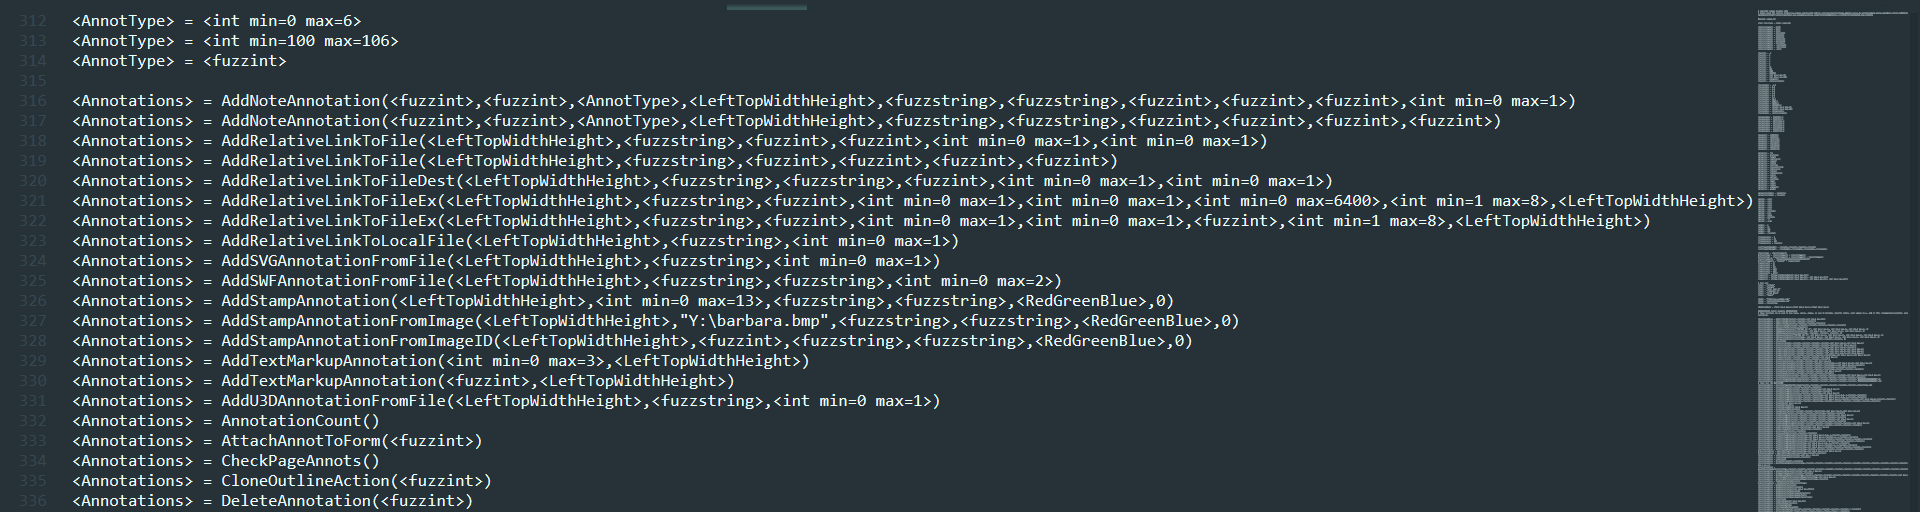 312 <AnnotType> = <int min=0 max=6>
313 <AnnotType> = <int min=100 max=106>
314 <AnnotType> = <fuzzint>
315
316 <Annotations> = AddNoteAnnotation(<fuzzint>,<fuzzint>,<AnnotType>,<LeftTopWidthHeight>,<fuzzstring>,<fuzzstring>,<fuzzint>,<fuzzint>,<fuzzint>,<int min=0 max=1>)
317 <Annotations> = AddNoteAnnotation(<fuzzint>,<fuzzint>,<AnnotType>,<LeftTopWidthHeight>,<fuzzstring>,<fuzzstring>,<fuzzint>,<fuzzint>,<fuzzint>,<fuzzint>)
318 <Annotations> = AddRelativeLinkToFile(<LeftTopWidthHeight>,<fuzzstring>,<fuzzint>,<fuzzint>,<int min=0 max=1>,<int min=0 max=1>)
319 <Annotations> = AddRelativeLinkToFile(<LeftTopWidthHeight>,<fuzzstring>,<fuzzint>,<fuzzint>,<fuzzint>,<fuzzint>)
320 <Annotations> = AddRelativeLinkToFileDest(<LeftTopWidthHeight>,<fuzzstring>,<fuzzstring>,<fuzzint>,<int min=0 max=1>,<int min=0 max=1>)
321 <Annotations> = AddRelativeLinkToFileEx(<LeftTopWidthHeight>,<fuzzstring>,<fuzzint>,<int min=0 max=1>,<int min=0 max=1>,<int min=0 max=6400>,<int min=1 max=8>,<LeftTopWidthHeight>)
322 <Annotations> = AddRelativeLinkToFileEx(<LeftTopWidthHeight>,<fuzzstring>,<fuzzint>,<int min=0 max=1>,<int min=0 max=1>,<fuzzint>,<int min=1 max=8>,<LeftTopWidthHeight>)
323 <Annotations> = AddRelativeLinkToLocalFile(<LeftTopWidthHeight>,<fuzzstring>,<int min=0 max=1>)
324 <Annotations> = AddSVGAnnotationFromFile(<LeftTopWidthHeight>,<fuzzstring>,<int min=0 max=1>)
325 <Annotations> = AddSWFAnnotationFromFile(<LeftTopWidthHeight>,<fuzzstring>,<fuzzstring>,<int min=0 max=2>)
326 <Annotations> = AddStampAnnotation(<LeftTopWidthHeight>,<int min=0 max=13>,<fuzzstring>,<fuzzstring>,<RedGreenBlue>,0)
327 <Annotations> = AddStampAnnotationFromImage(<LeftTopWidthHeight>,"Y:\barbara.bmp",<fuzzstring>,<fuzzstring>,<RedGreenBlue>,0)
328 <Annotations> = AddStampAnnotationFromImageID(<LeftTopWidthHeight>,<fuzzint>,<fuzzstring>,<fuzzstring>,<RedGreenBlue>,0)
329 <Annotations> = AddTextMarkupAnnotation(<int min=0 max=3>,<LeftTopWidthHeight>)
330 <Annotations> = AddTextMarkupAnnotation(<fuzzint>,<LeftTopWidthHeight>)
331 <Annotations> = AddU3DAnnotationFromFile(<LeftTopWidthHeight>,<fuzzstring>,<int min=0 max=1>)
332 <Annotations> = AnnotationCount()
333 <Annotations> = AttachAnnotToForm(<fuzzint>)
334 <Annotations> = CheckPageAnnots()
335 <Annotations> = CloneOutlineAction(<fuzzint>)
336 <Annotations> = DeleteAnnotation(<fuzzint>)